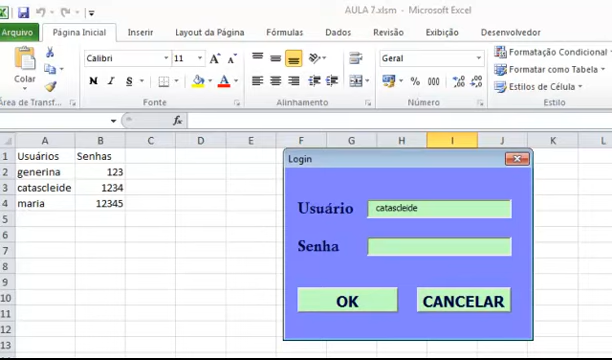 AULA 7.xlsm - Microsoft Excel
Arquivo Página Inicial Inserir Layout da Página Fórmulas Dados Revisão Exibição Desenvolvedor
Colar
Calibri 11 A A Geral Formatação Condicional
Formatar como Tabela
N I S A % 000 Estilos de Célula
Área de Transf... Fonte Alinhamento Número Estilo
fx
A B C D E F G H I J K L
1 Usuários Senhas
2 generina 123
3 catascleide 1234
4 maria 12345
5
6
7
8
9
10
11
12
13
Login
Usuário catascleide
Senha
OK CANCELAR